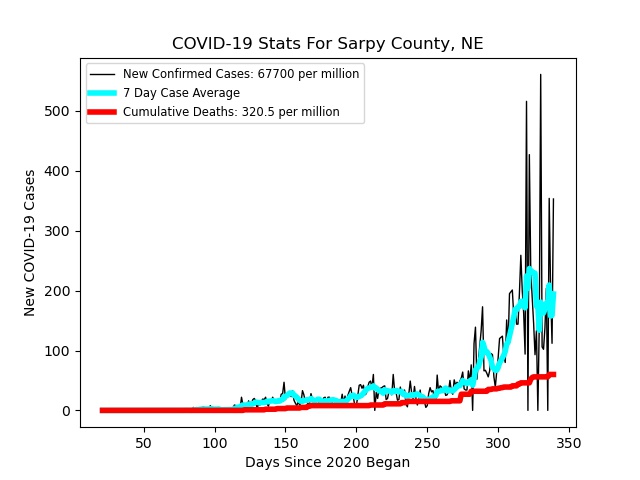 COVID-19 Stats For Sarpy County, NE
New Confirmed Cases: 67700 per million
7 Day Case Average
Cumulative Deaths: 320.5 per million
New COVID-19 Cases
500
400
300
200
100
0
50 100 150 200 250 300 350
Days Since 2020 Began